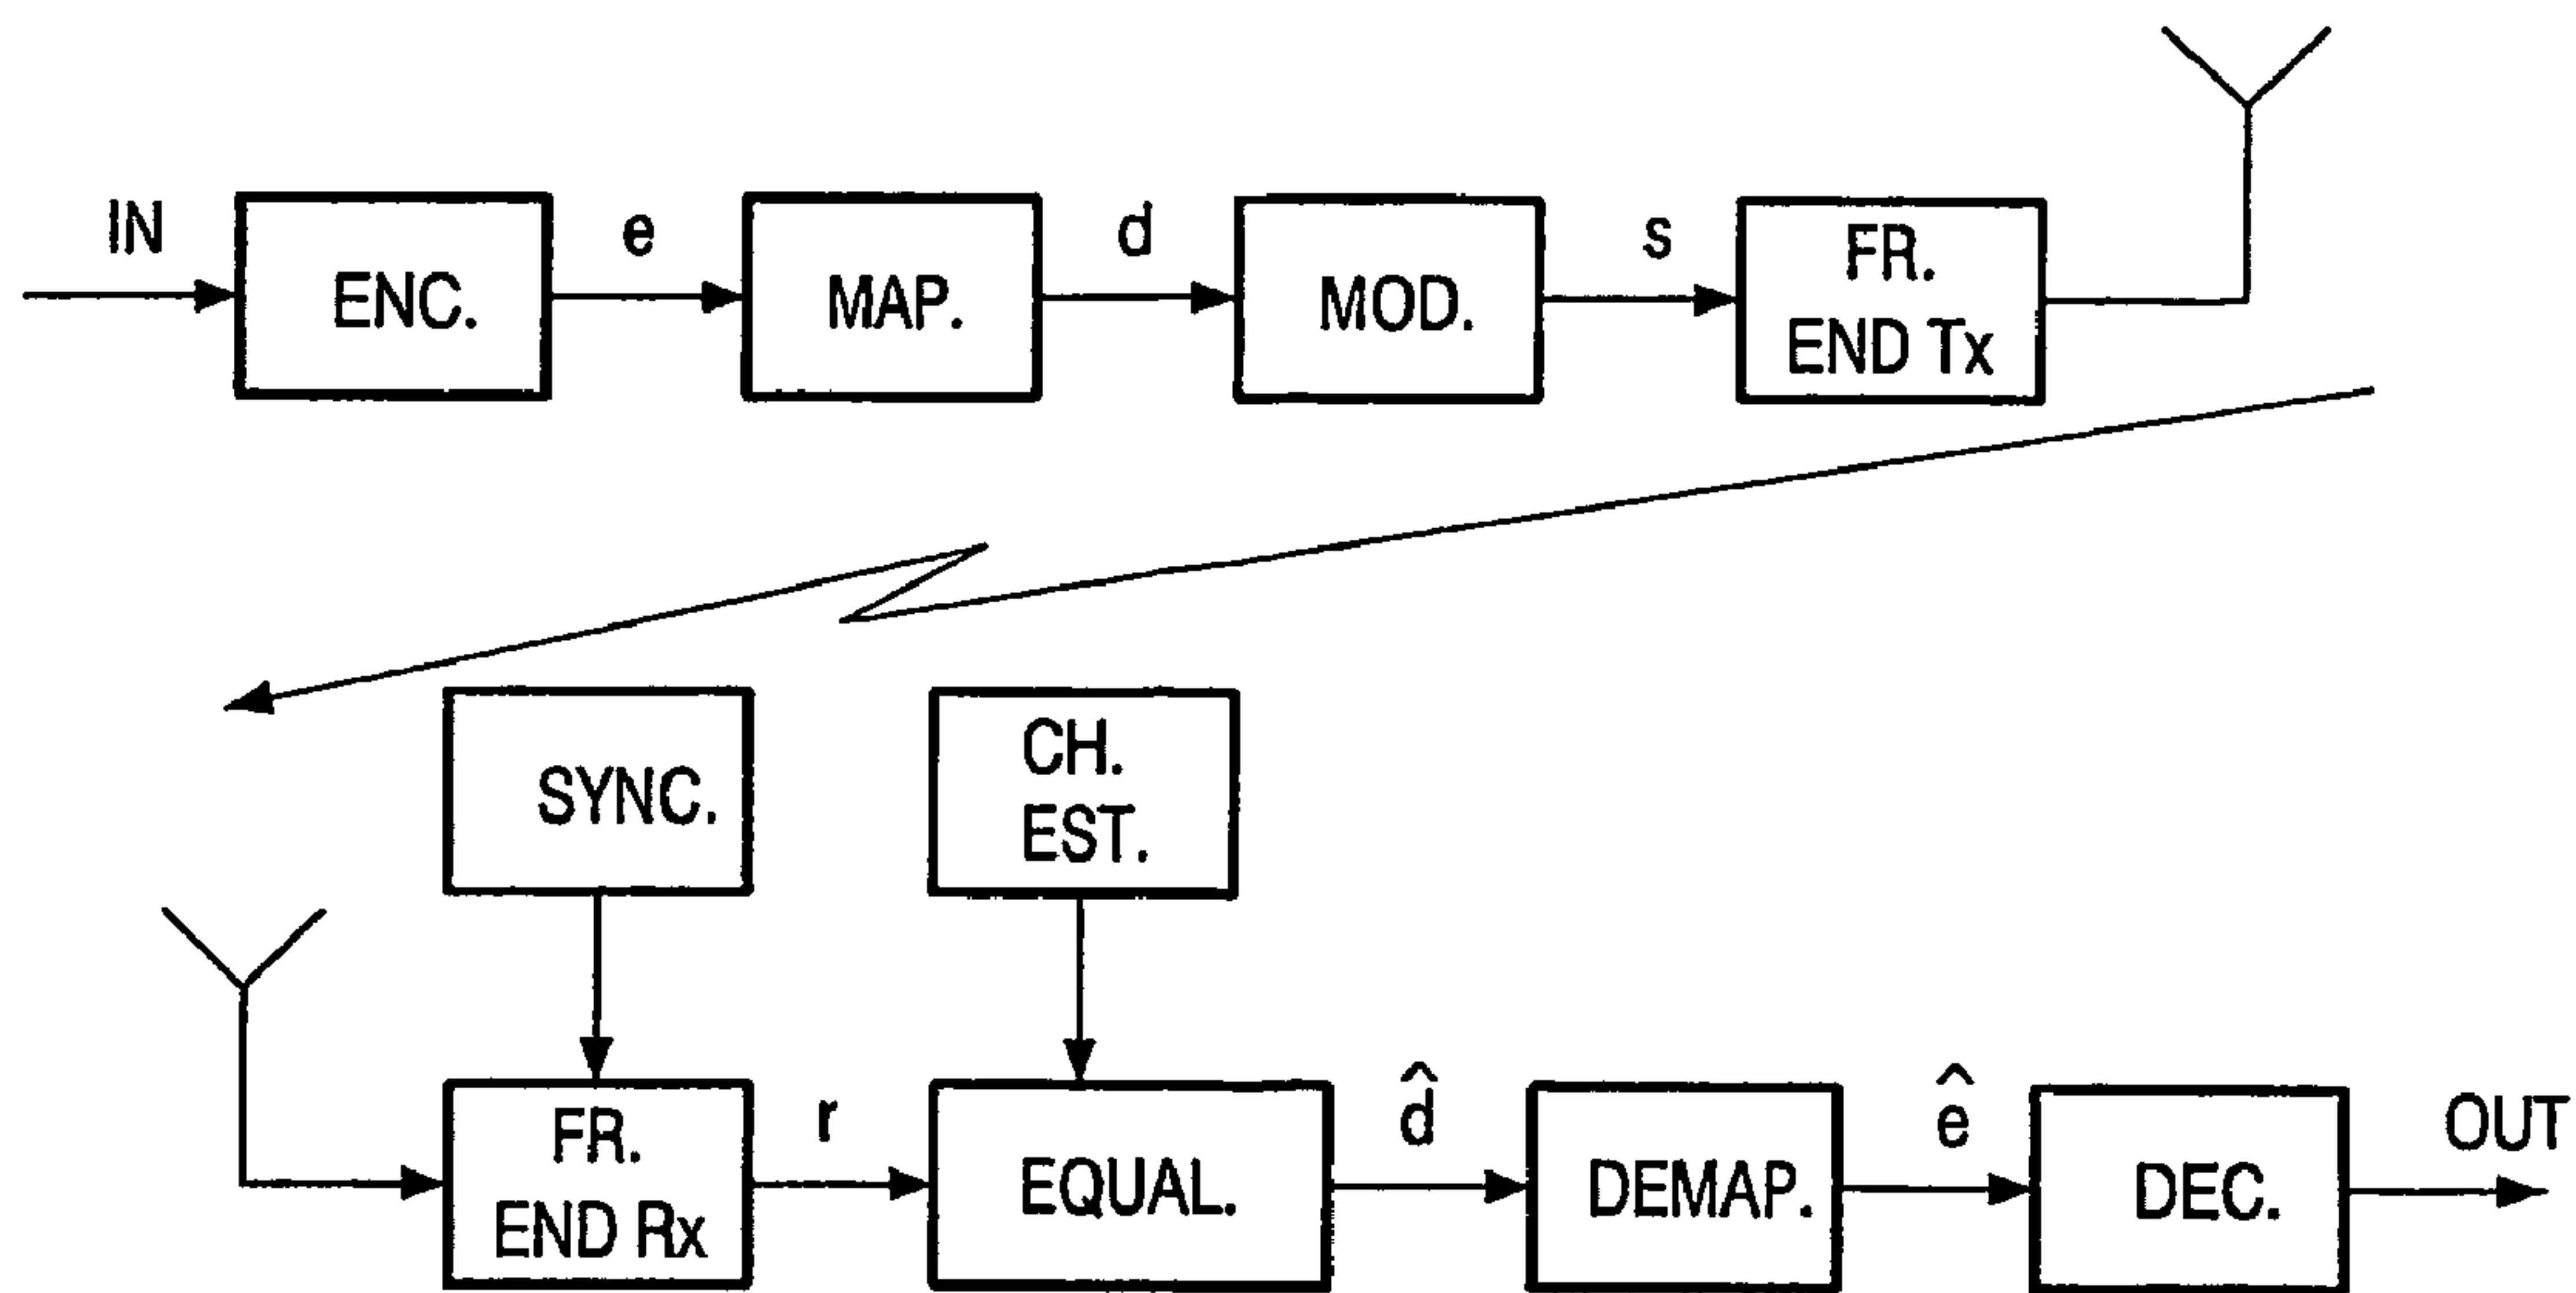 IN
ENC.
e
MAP.
d
MOD.
s
FR.
END Tx
SYNC.
CH.
EST.
FR.
END Rx
r
EQUAL.
d̂
DEMAP.
ê
DEC.
OUT